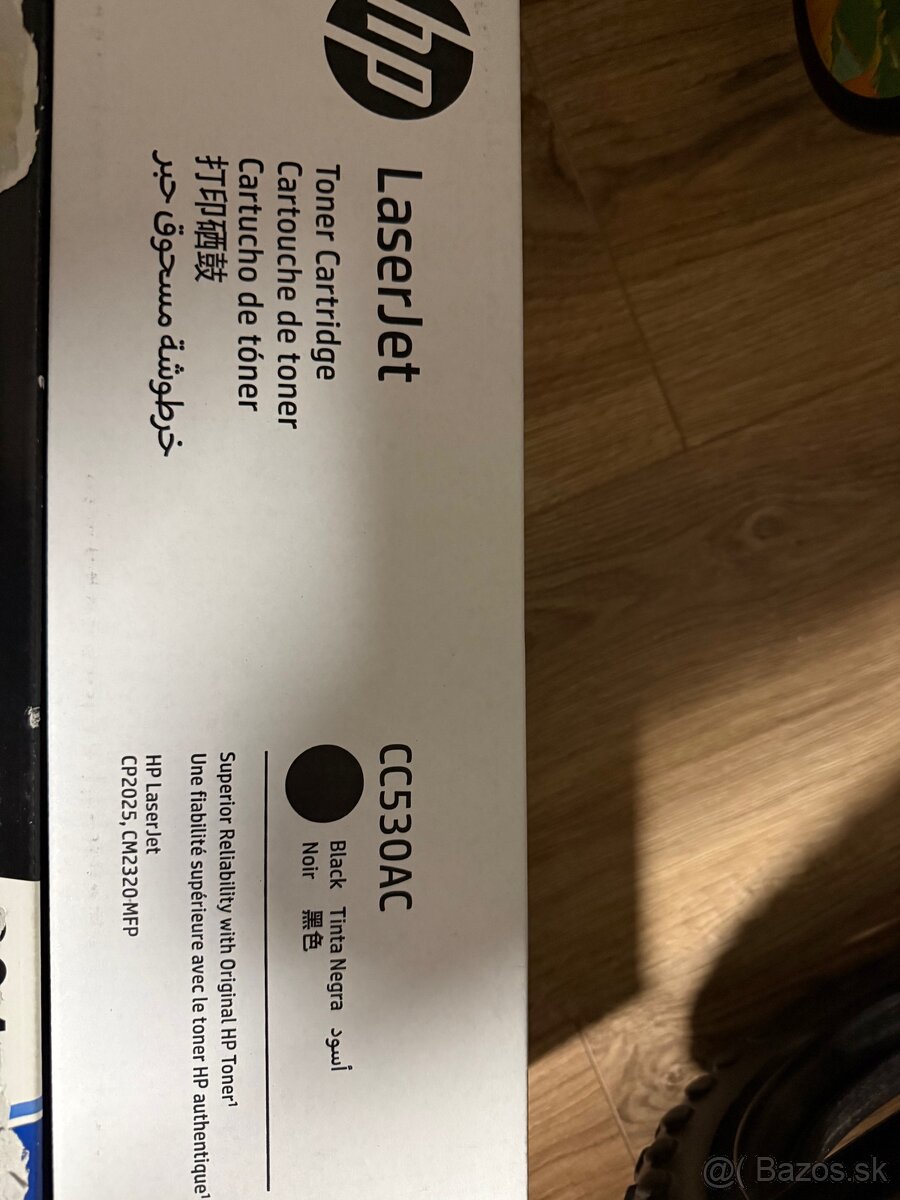 hp
LaserJet
Toner Cartridge
Cartouche de toner
Cartucho de tóner
打印硒鼓
خرطوشة مسحوق حبر
CC530AC
Black Tinta Negra أسود
Noir 黑色
Superior Reliability with Original HP Toner¹
Une fiabilité supérieure avec le toner HP authentique¹
HP LaserJet
CP2025, CM2320-MFP
@( Bazos.sk